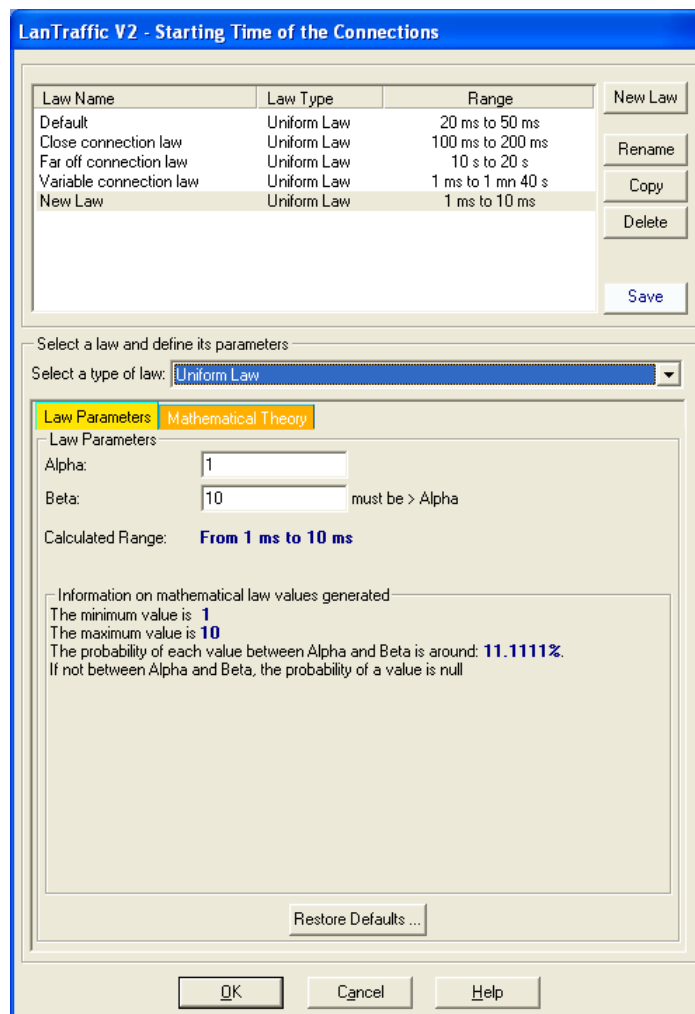 LanTraffic V2 - Starting Time of the Connections
Law Name Law Type Range
Default Uniform Law 20 ms to 50 ms
Close connection law Uniform Law 100 ms to 200 ms
Far off connection law Uniform Law 10 s to 20 s
Variable connection law Uniform Law 1 ms to 1 mn 40 s
New Law Uniform Law 1 ms to 10 ms
New Law
Rename
Copy
Delete
Save
Select a law and define its parameters
Select a type of law: Uniform Law
Law Parameters Mathematical Theory
Law Parameters
Alpha: 1
Beta: 10 must be > Alpha
Calculated Range: From 1 ms to 10 ms
Information on mathematical law values generated
The minimum value is 1
The maximum value is 10
The probability of each value between Alpha and Beta is around: 11.1111%.
If not between Alpha and Beta, the probability of a value is null
Restore Defaults ...
OK Cancel Help